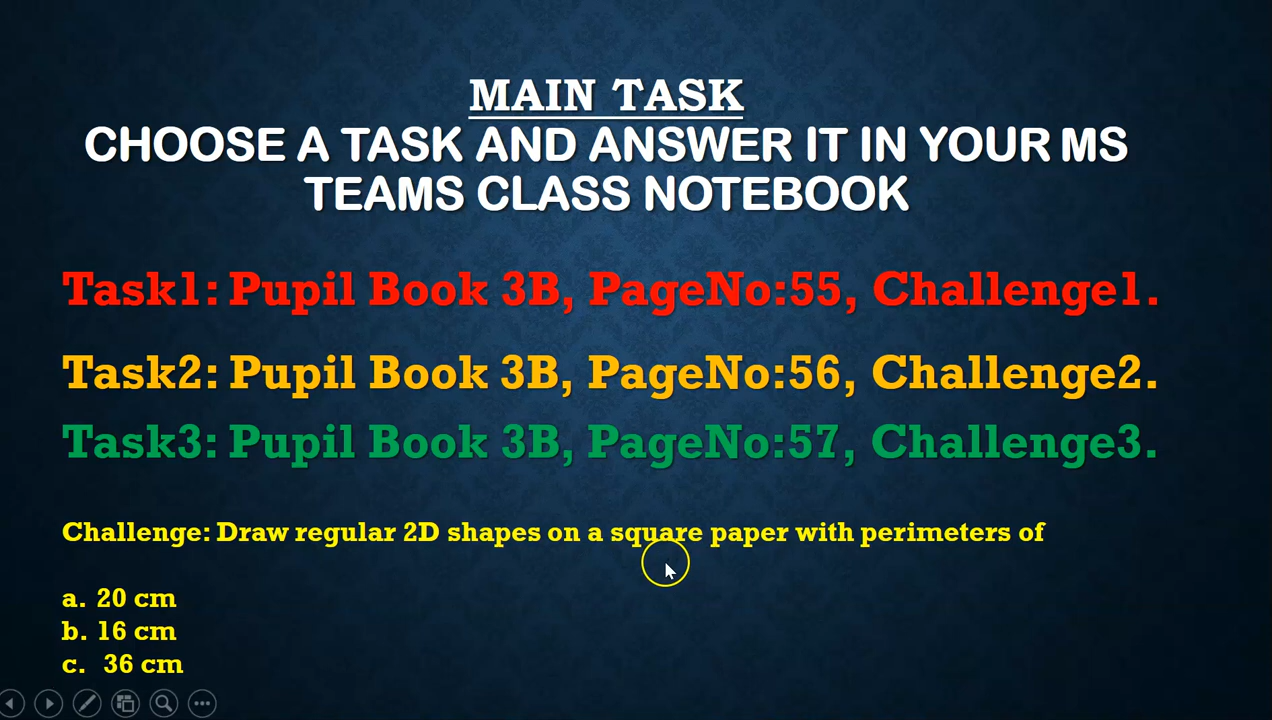 MAIN TASK
CHOOSE A TASK AND ANSWER IT IN YOUR MS
TEAMS CLASS NOTEBOOK
Task1: Pupil Book 3B, PageNo:55, Challenge1.
Task2: Pupil Book 3B, PageNo:56, Challenge2.
Task3: Pupil Book 3B, PageNo:57, Challenge3.
Challenge: Draw regular 2D shapes on a square paper with perimeters of
a. 20 cm
b. 16 cm
c. 36 cm